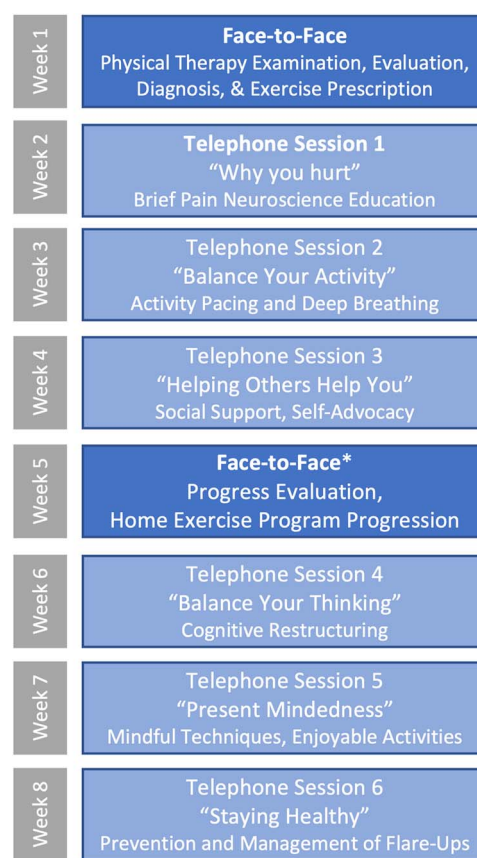 Week 1
Face-to-Face
Physical Therapy Examination, Evaluation,
Diagnosis, & Exercise Prescription
Week 2
Telephone Session 1
“Why you hurt”
Brief Pain Neuroscience Education
Week 3
Telephone Session 2
“Balance Your Activity”
Activity Pacing and Deep Breathing
Week 4
Telephone Session 3
“Helping Others Help You”
Social Support, Self-Advocacy
Week 5
Face-to-Face*
Progress Evaluation,
Home Exercise Program Progression
Week 6
Telephone Session 4
“Balance Your Thinking”
Cognitive Restructuring
Week 7
Telephone Session 5
“Present Mindedness”
Mindful Techniques, Enjoyable Activities
Week 8
Telephone Session 6
“Staying Healthy”
Prevention and Management of Flare-Ups